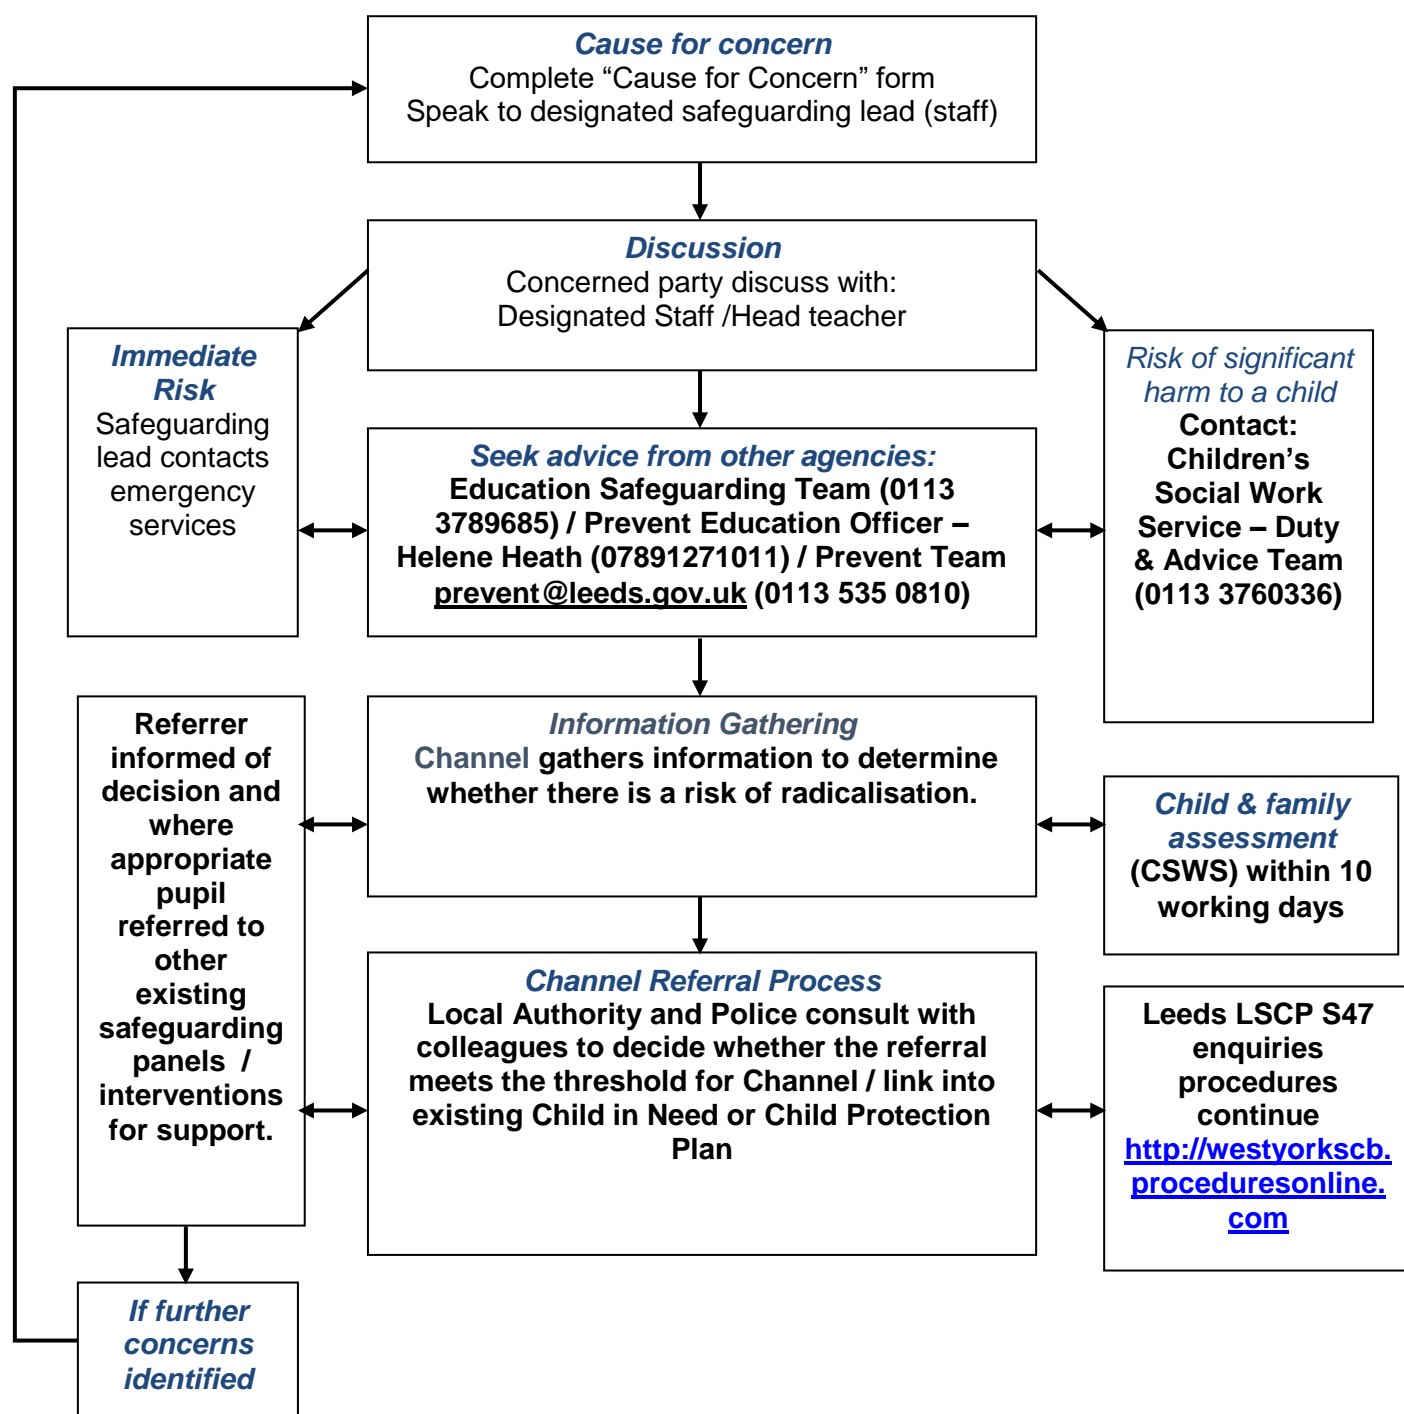 Cause for concern
Complete “Cause for Concern” form
Speak to designated safeguarding lead (staff)
Discussion
Concerned party discuss with:
Designated Staff /Head teacher
Immediate
Risk
Safeguarding
lead contacts
emergency
services
Seek advice from other agencies:
Education Safeguarding Team (0113
3789685) / Prevent Education Officer –
Helene Heath (07891271011) / Prevent Team
prevent@leeds.gov.uk (0113 535 0810)
Risk of significant
harm to a child
Contact:
Children’s
Social Work
Service – Duty
& Advice Team
(0113 3760336)
Referrer
informed of
decision and
where
appropriate
pupil
referred to
other
existing
safeguarding
panels  /
interventions
for support.
Information Gathering
Channel gathers information to determine
whether there is a risk of radicalisation.
Child & family
assessment
(CSWS) within 10
working days
Channel Referral Process
Local Authority and Police consult with
colleagues to decide whether the referral
meets the threshold for Channel / link into
existing Child in Need or Child Protection
Plan
Leeds LSCP S47
enquiries
procedures
continue
http://westyorkscb.
proceduresonline.
com
If further
concerns
identified